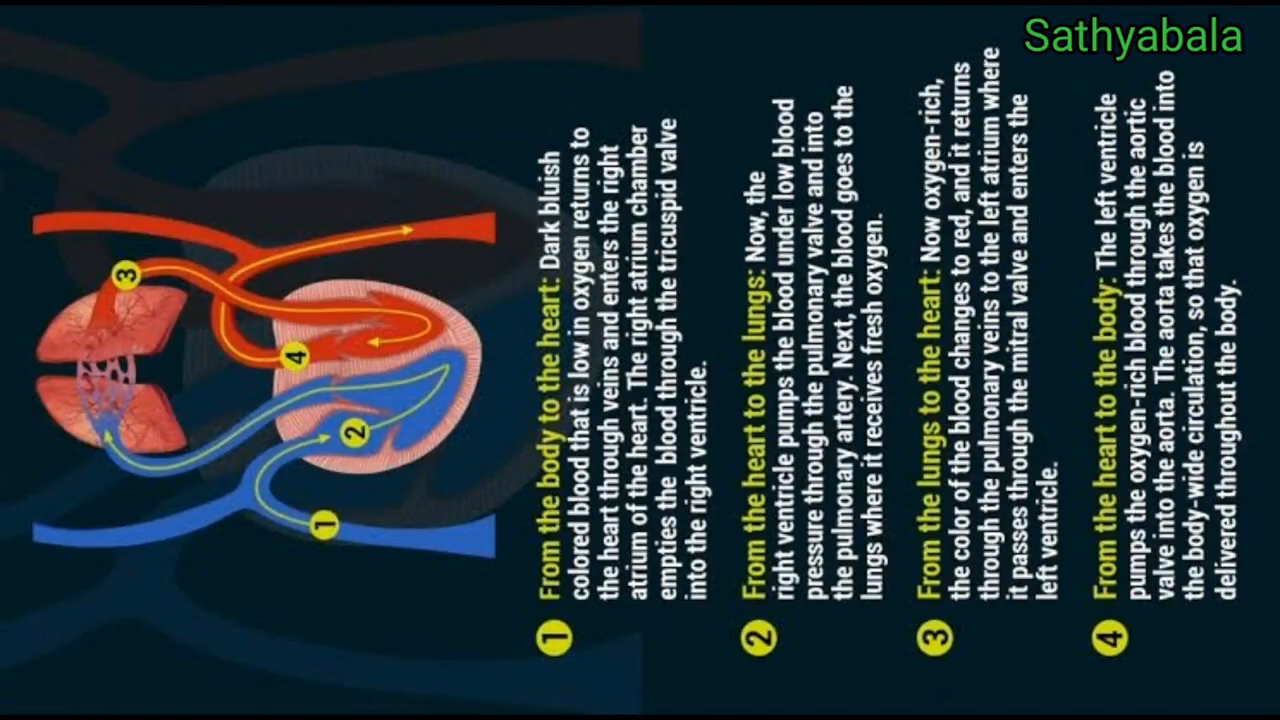 Sathyabala
1 From the body to the heart: Dark bluish
colored blood that is low in oxygen returns to
the heart through veins and enters the right
atrium of the heart. The right atrium chamber
empties the blood through the tricuspid valve
into the right ventricle.
2 From the heart to the lungs: Now, the
right ventricle pumps the blood under low blood
pressure through the pulmonary valve and into
the pulmonary artery. Next, the blood goes to the
lungs where it receives fresh oxygen.
3 From the lungs to the heart: Now oxygen-rich,
the color of the blood changes to red, and it returns
through the pulmonary veins to the left atrium where
it passes through the mitral valve and enters the
left ventricle.
4 From the heart to the body: The left ventricle
pumps the oxygen-rich blood through the aortic
valve into the aorta. The aorta takes the blood into
the body-wide circulation, so that oxygen is
delivered throughout the body.
3
4
2
1